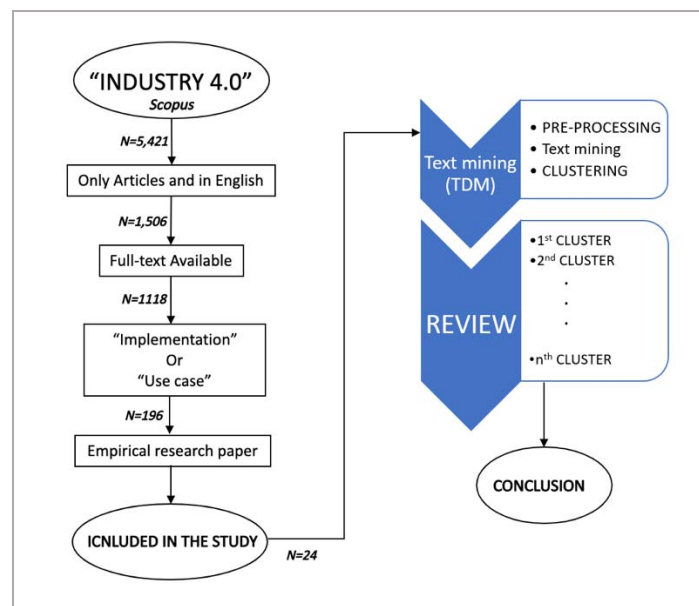 “INDUSTRY 4.0”
Scopus
N=5,421
Only Articles and in English
N=1,506
Full-text Available
N=1118
“Implementation”
Or
“Use case”
N=196
Empirical research paper
ICNLUDED IN THE STUDY
N=24
Text mining
(TDM)
• PRE-PROCESSING
• Text mining
• CLUSTERING
REVIEW
•1st CLUSTER
•2nd CLUSTER
.
.
.
•nth CLUSTER
CONCLUSION